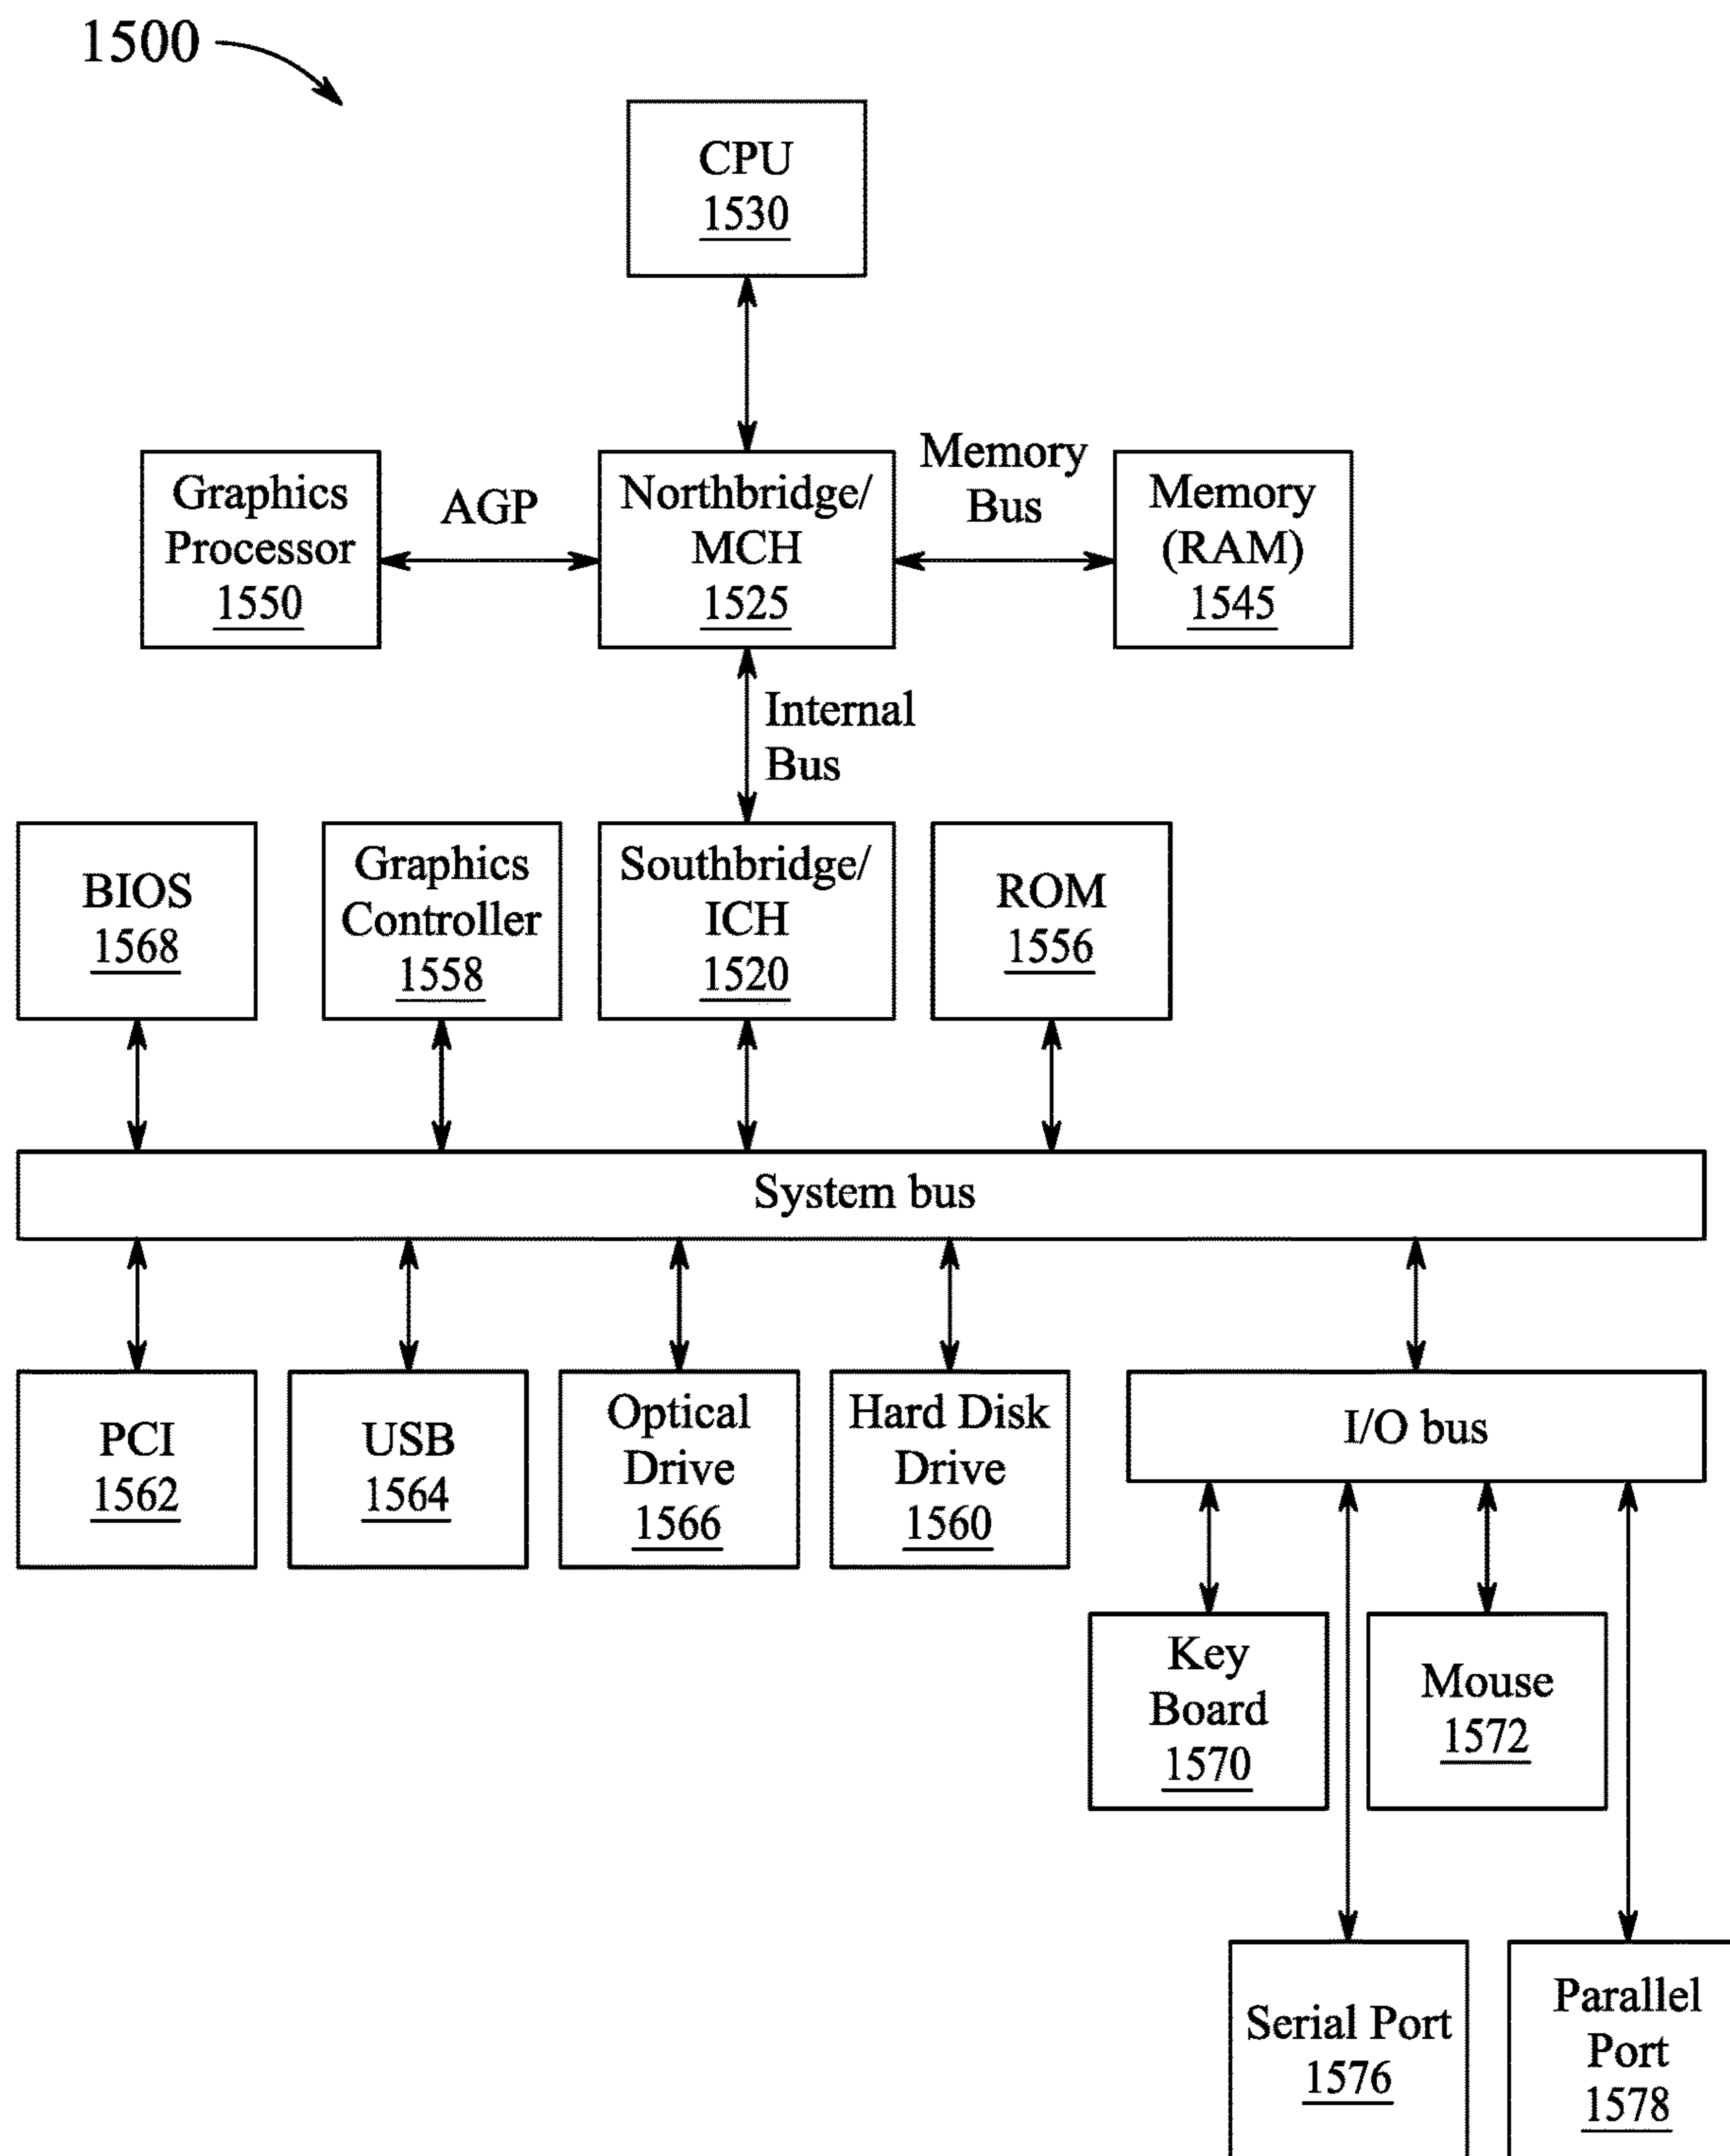 1500
CPU
1530
Graphics
Processor
1550
AGP
Northbridge/
MCH
1525
Memory
Bus
Memory
(RAM)
1545
Internal
Bus
BIOS
1568
Graphics
Controller
1558
Southbridge/
ICH
1520
ROM
1556
System bus
PCI
1562
USB
1564
Optical
Drive
1566
Hard Disk
Drive
1560
I/O bus
Key
Board
1570
Mouse
1572
Serial Port
1576
Parallel
Port
1578